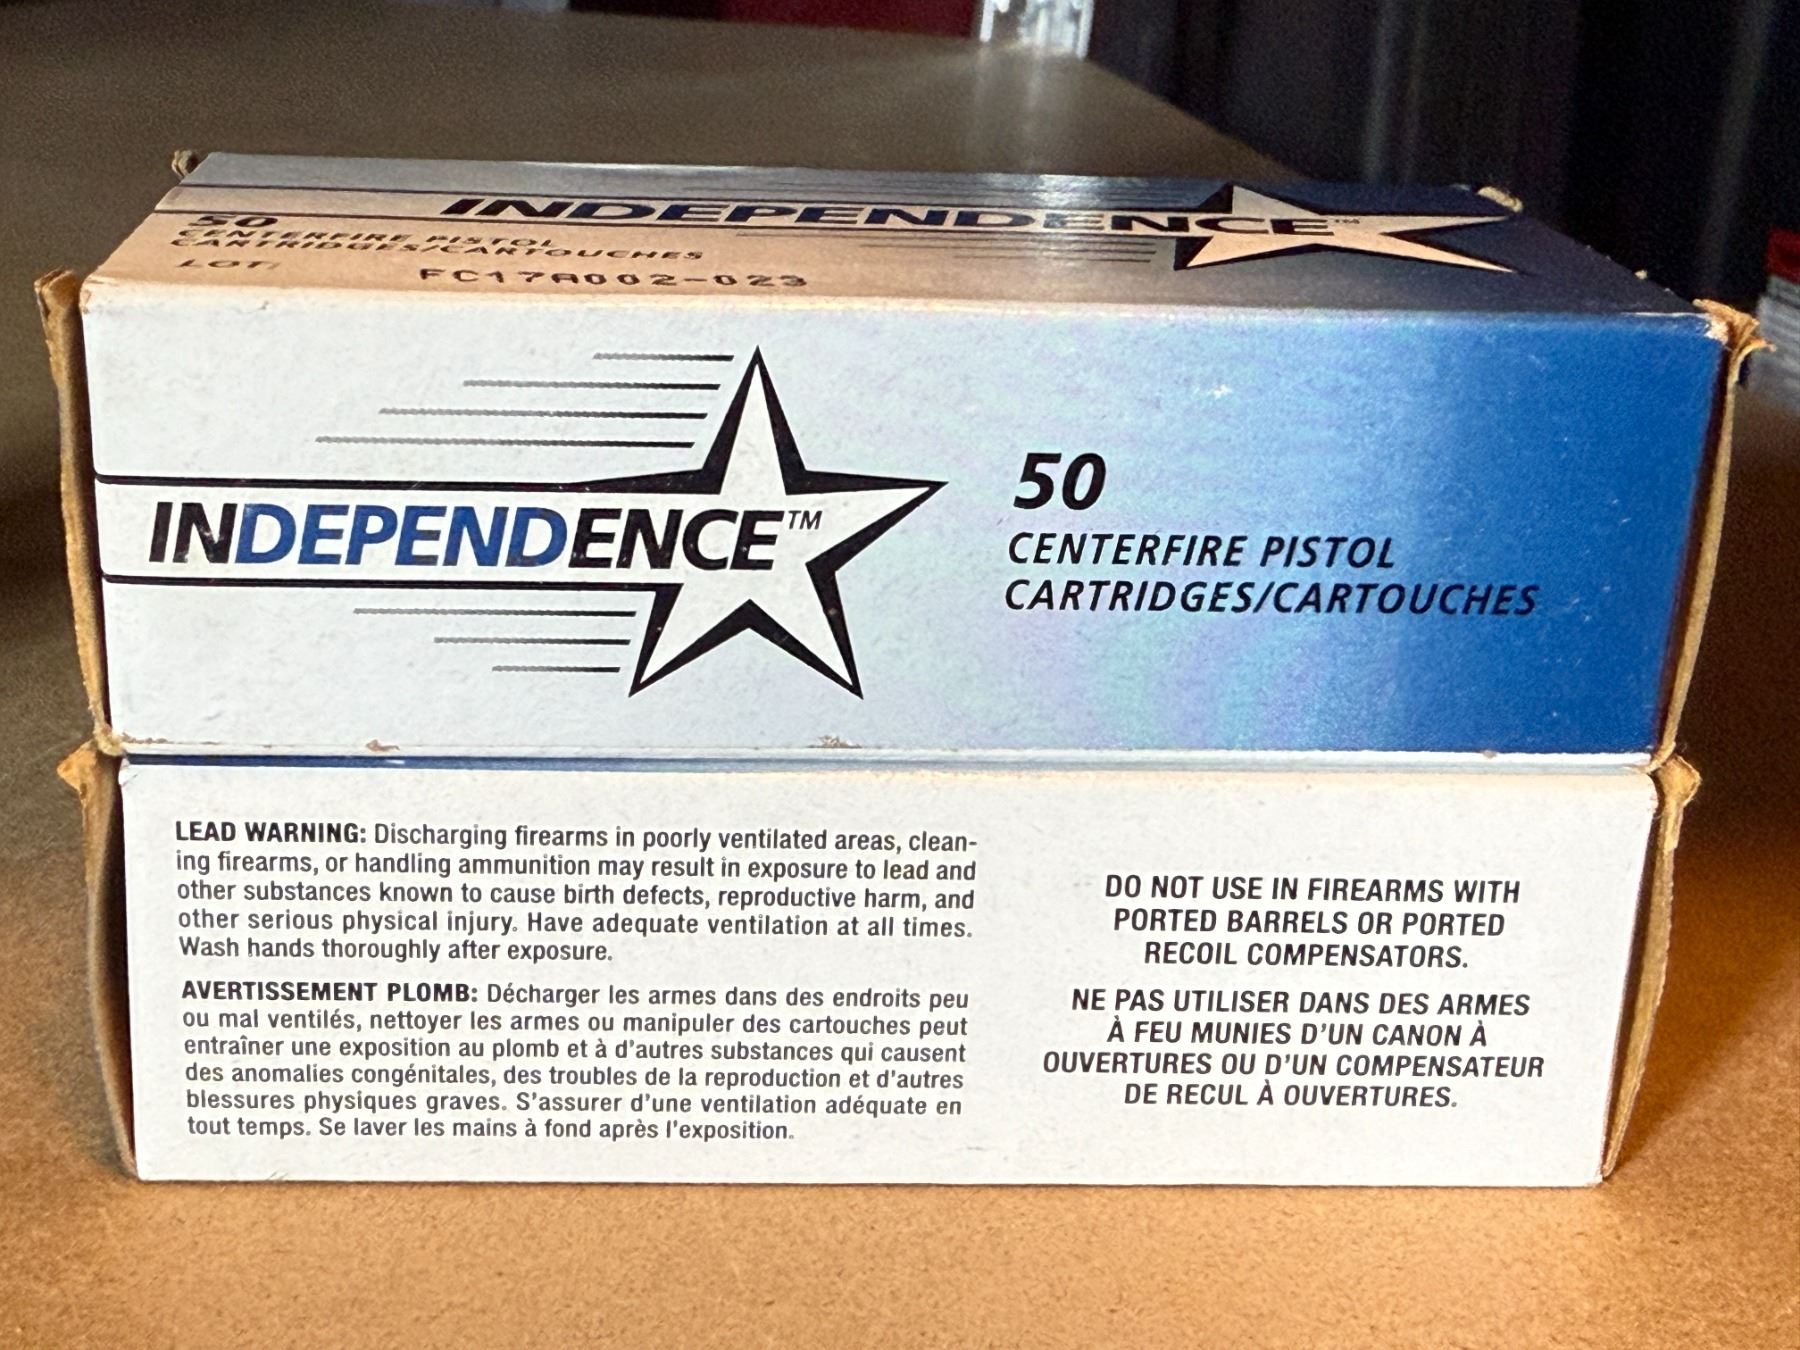 INDEPENDENCE™
50
CENTERFIRE PISTOL
CARTRIDGES/CARTOUCHES
LOT:
FC17A002-023
INDEPENDENCE™
50
CENTERFIRE PISTOL
CARTRIDGES/CARTOUCHES
LEAD WARNING: Discharging firearms in poorly ventilated areas, clean-
ing firearms, or handling ammunition may result in exposure to lead and
other substances known to cause birth defects, reproductive harm, and
other serious physical injury. Have adequate ventilation at all times.
Wash hands thoroughly after exposure.
AVERTISSEMENT PLOMB: Décharger les armes dans des endroits peu
ou mal ventilés, nettoyer les armes ou manipuler des cartouches peut
entraîner une exposition au plomb et à d'autres substances qui causent
des anomalies congénitales, des troubles de la reproduction et d'autres
blessures physiques graves. S'assurer d'une ventilation adéquate en
tout temps. Se laver les mains à fond après l'exposition.
DO NOT USE IN FIREARMS WITH
PORTED BARRELS OR PORTED
RECOIL COMPENSATORS.
NE PAS UTILISER DANS DES ARMES
À FEU MUNIES D'UN CANON À
OUVERTURES OU D'UN COMPENSATEUR
DE RECUL À OUVERTURES.